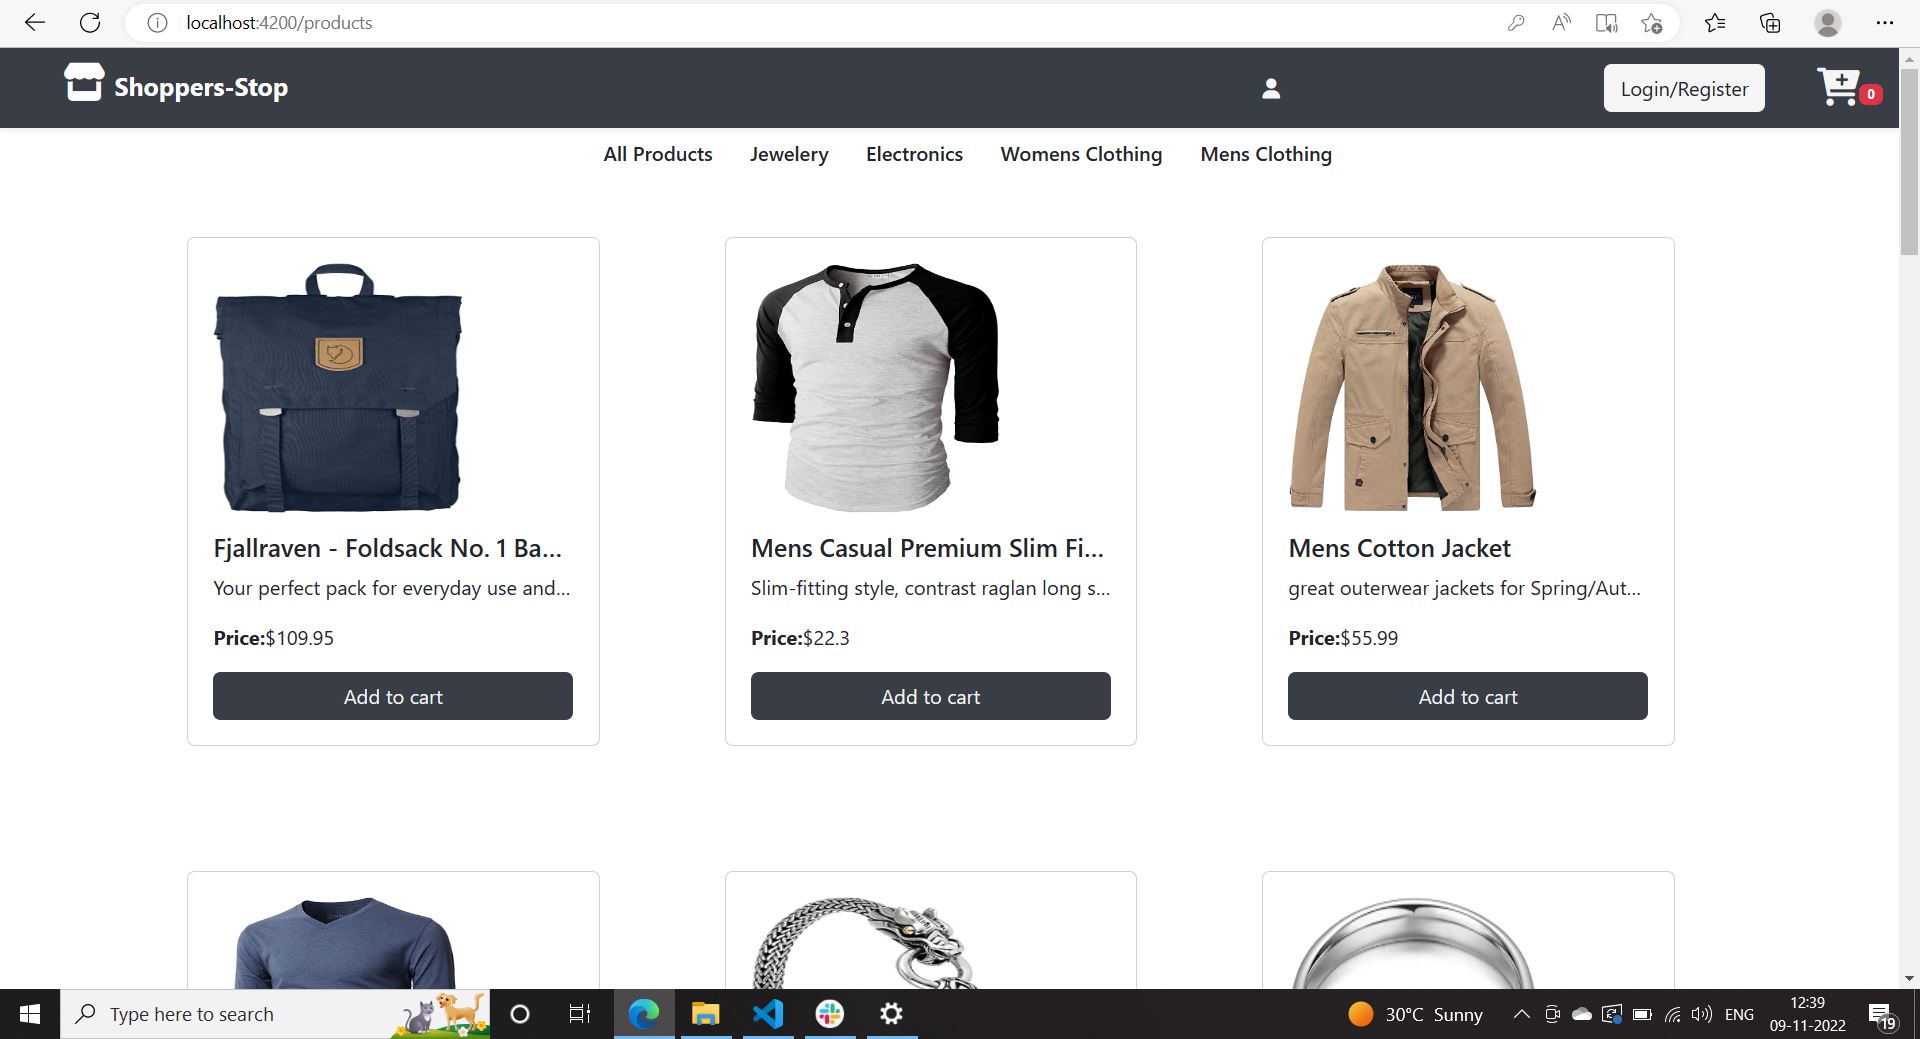 localhost:4200/products
Shoppers-Stop
Login/Register
0
All Products Jewelery Electronics Womens Clothing Mens Clothing
Fjallraven - Foldsack No. 1 Ba... Mens Casual Premium Slim Fi... Mens Cotton Jacket
Your perfect pack for everyday use and... Slim-fitting style, contrast raglan long s... great outerwear jackets for Spring/Aut...
Price:$109.95 Price:$22.3 Price:$55.99
Add to cart Add to cart Add to cart
Type here to search
30°C Sunny
ENG
12:39
09-11-2022
19